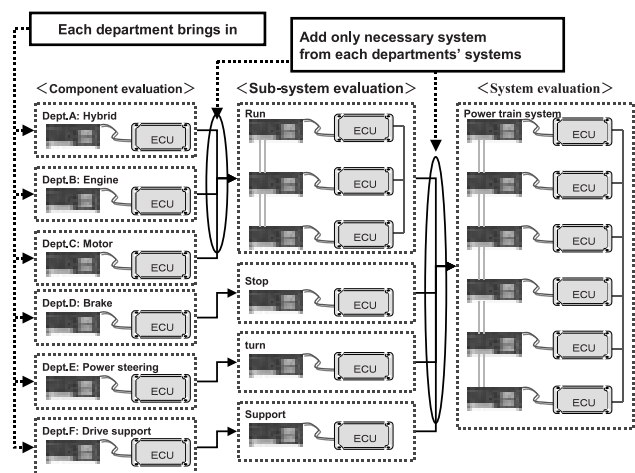 Each department brings in
Add only necessary system
from each departments' systems
<Component evaluation>
<Sub-system evaluation>
<System evaluation>
Dept.A: Hybrid
ECU
Dept.B: Engine
ECU
Dept.C: Motor
ECU
Dept.D: Brake
ECU
Dept.E: Power steering
ECU
Dept.F: Drive support
ECU
Run
ECU
ECU
ECU
Stop
ECU
turn
ECU
Support
ECU
Power train system
ECU
ECU
ECU
ECU
ECU
ECU